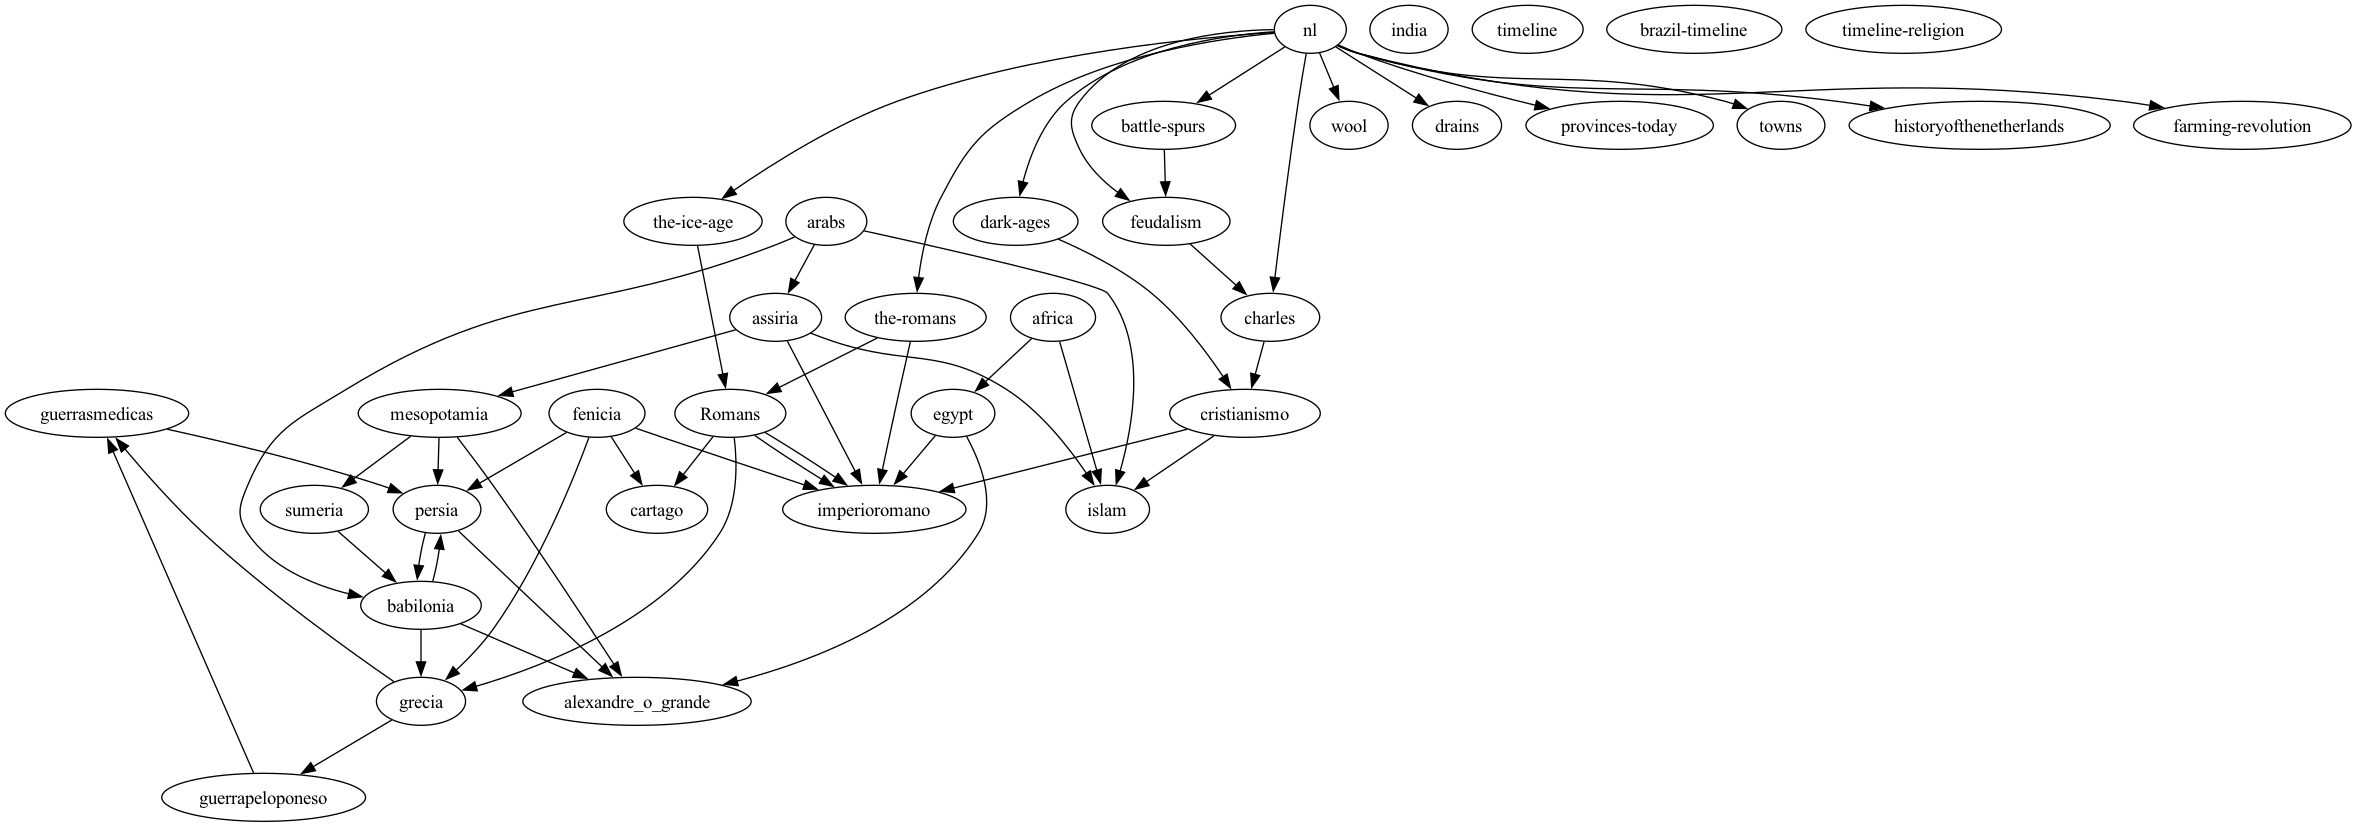 nl
india
timeline
brazil-timeline
timeline-religion
battle-spurs
wool
drains
provinces-today
towns
historyofthenetherlands
farming-revolution
the-ice-age
arabs
dark-ages
feudalism
assiria
the-romans
africa
charles
guerrasmedicas
mesopotamia
fenicia
Romans
egypt
cristianismo
sumeria
persia
cartago
imperioromano
islam
babilonia
grecia
alexandre_o_grande
guerrapeloponeso